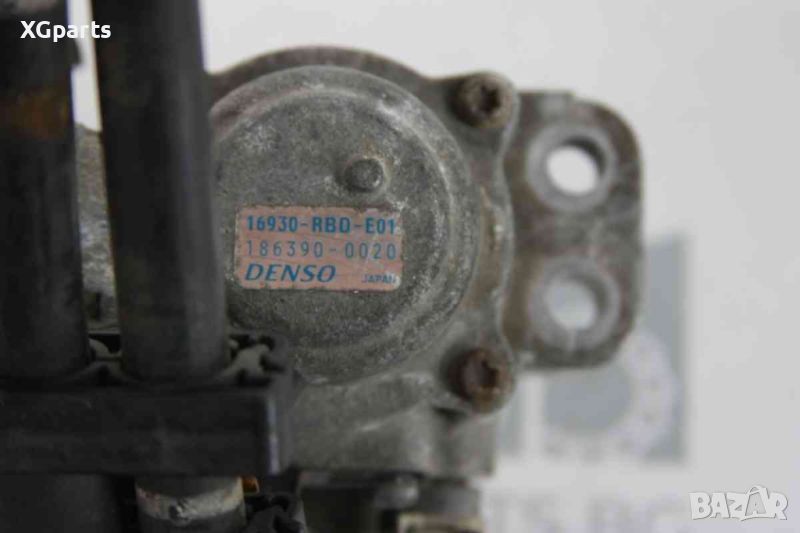 XGparts
16930-RBD-E01
186390-0020
DENSO JAPAN
BAZAR